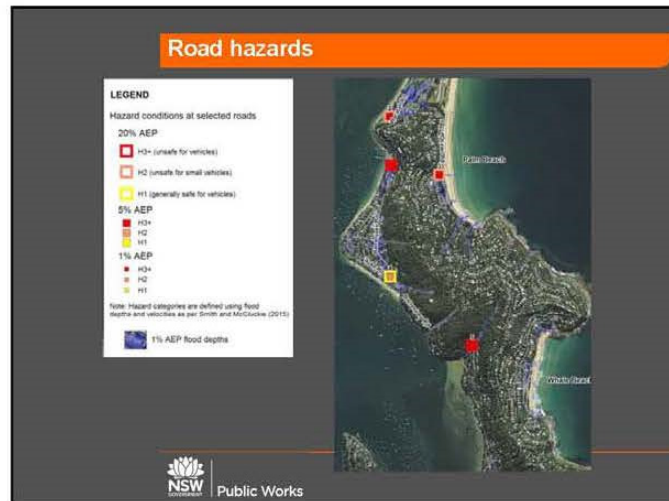 Road hazards
LEGEND
Hazard conditions at selected roads
20% AEP
H3+ (unsafe for vehicles)
H2 (unsafe for small vehicles)
H1 (generally safe for vehicles)
5% AEP
H3+
H2
H1
1% AEP
H3+
H2
H1
Note: Hazard categories are defined using flood
depths and velocities as per Smith and McCluckie (2015)
1% AEP flood depths
Palm Beach
Whale Beach
NSW
GOVERNMENT
Public Works